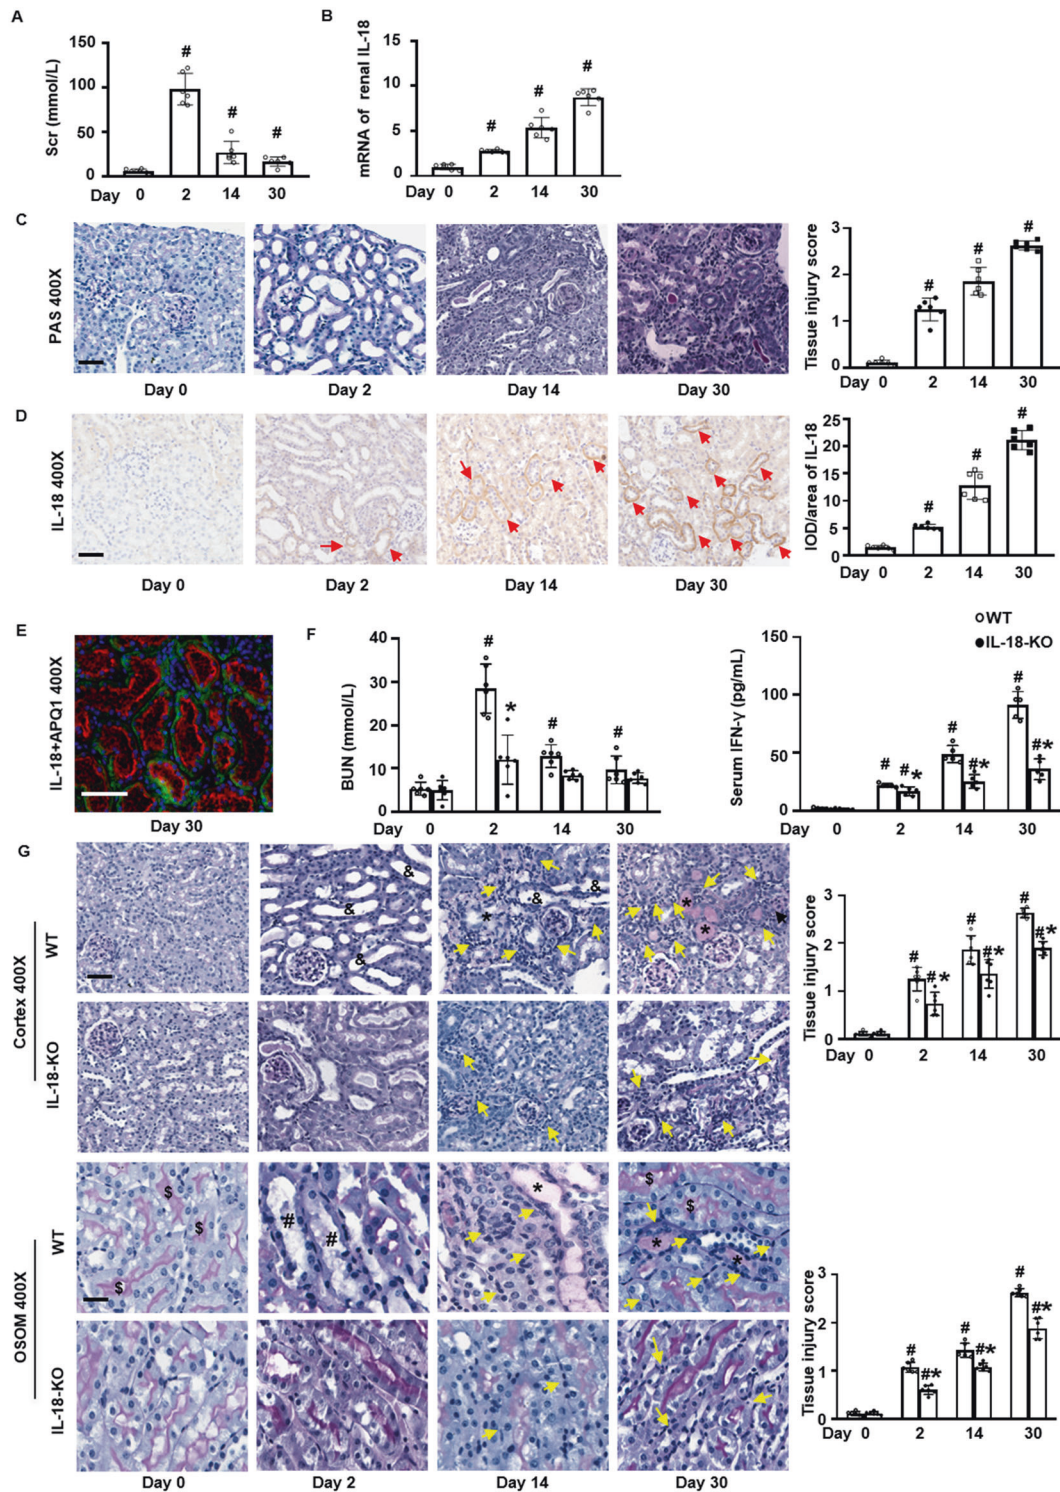 A
Scr (mmol/L)
150
100
50
0
#
#
#
Day 0 2 14 30
B
mRNA of renal IL-18
15
10
5
0
#
#
#
Day 0 2 14 30
C
PAS 400X
Day 0 Day 2 Day 14 Day 30
Tissue injury score
3
2
1
0
#
#
#
Day 0 2 14 30
D
IL-18 400X
Day 0 Day 2 Day 14 Day 30
IOD/area of IL-18
25
20
15
10
5
0
#
#
#
Day 0 2 14 30
E
IL-18+APQ1 400X
Day 30
F
BUN (mmol/L)
40
30
20
10
0
#
*
#
#
Day 0 2 14 30
WT
IL-18-KO
Serum IFN-γ (pg/mL)
150
100
50
0
# #*
# #*
# #*
Day 0 2 14 30
G
Cortex 400X
WT
& & &
* & &
* * *
IL-18-KO
Tissue injury score
3
2
1
0
# #*
# #*
# #*
Day 0 2 14 30
OSOM 400X
WT
$ $ $
# #
*
$ $ * *
IL-18-KO
Day 0 Day 2 Day 14 Day 30
Tissue injury score
3
2
1
0
# #*
# #*
# #*
Day 0 2 14 30